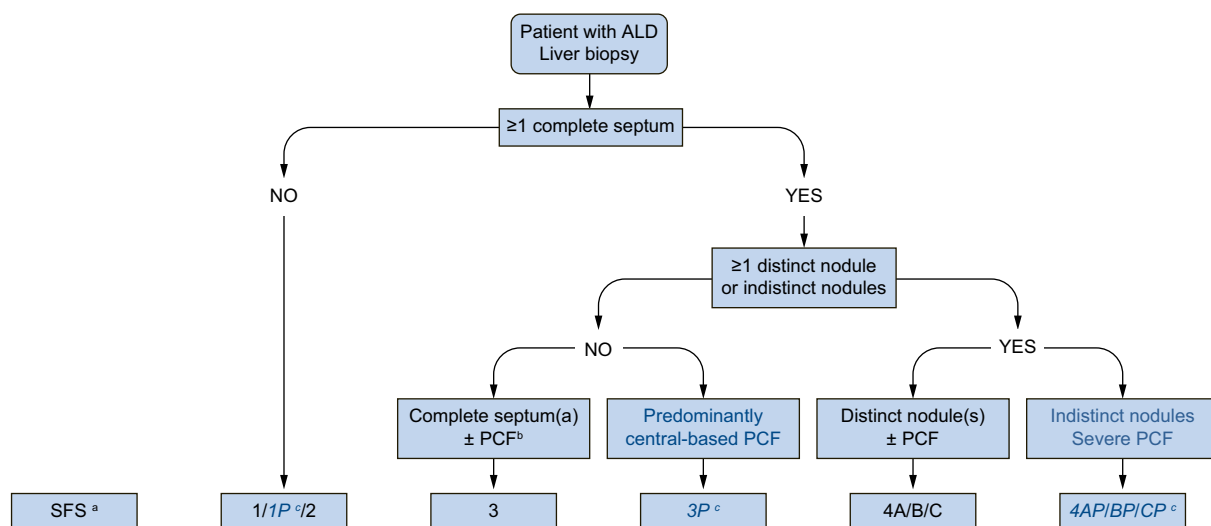 Patient with ALD
Liver biopsy
≥1 complete septum
NO
YES
≥1 distinct nodule
or indistinct nodules
NO
YES
Complete septum(a)
± PCFᵇ
Predominantly
central-based PCF
Distinct nodule(s)
± PCF
Indistinct nodules
Severe PCF
SFS ᵃ
1/1P ᶜ/2
3
3P ᶜ
4A/B/C
4AP/BP/CP ᶜ